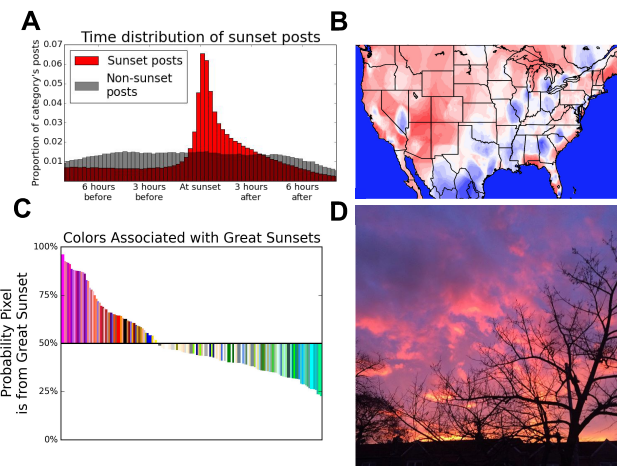 A
Time distribution of sunset posts
Proportion of category's posts
0.07
0.06
0.05
0.04
0.03
0.02
0.01
Sunset posts
Non-sunset
posts
6 hours
before
3 hours
before
At sunset
3 hours
after
6 hours
after
B
C
Colors Associated with Great Sunsets
Probability Pixel
is from Great Sunset
100%
75%
50%
25%
0%
D